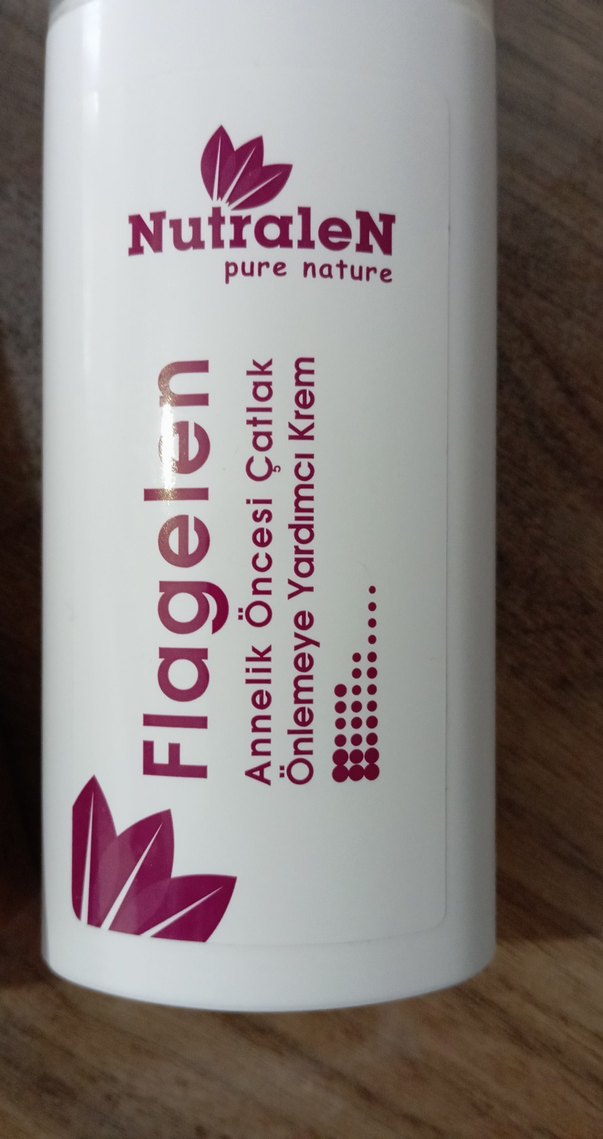 NutraleN
pure nature
Flagelen
Annelik Öncesi Çatlak
Önlemeye Yardımcı Krem